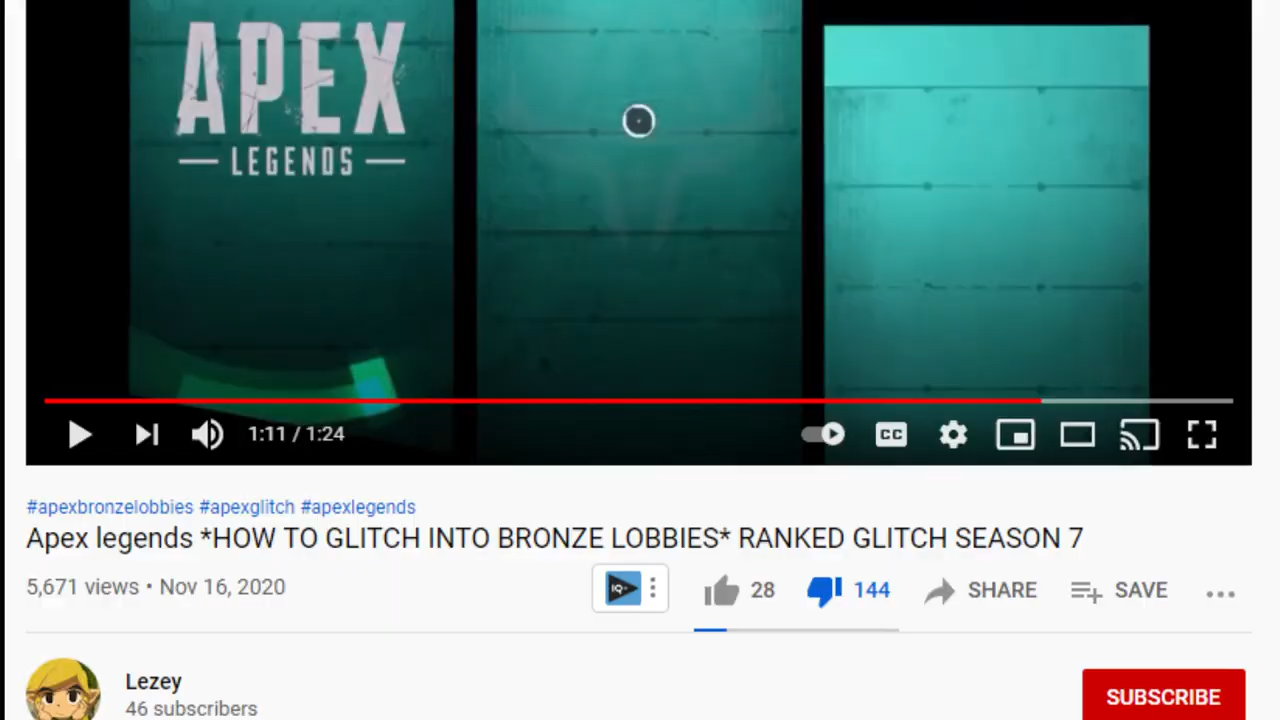 APEX
LEGENDS
1:11 / 1:24
CC
#apexbronzelobbies #apexglitch #apexlegends
Apex legends *HOW TO GLITCH INTO BRONZE LOBBIES* RANKED GLITCH SEASON 7
5,671 views • Nov 16, 2020
IQ
28
144
SHARE
SAVE
Lezey
46 subscribers
SUBSCRIBE